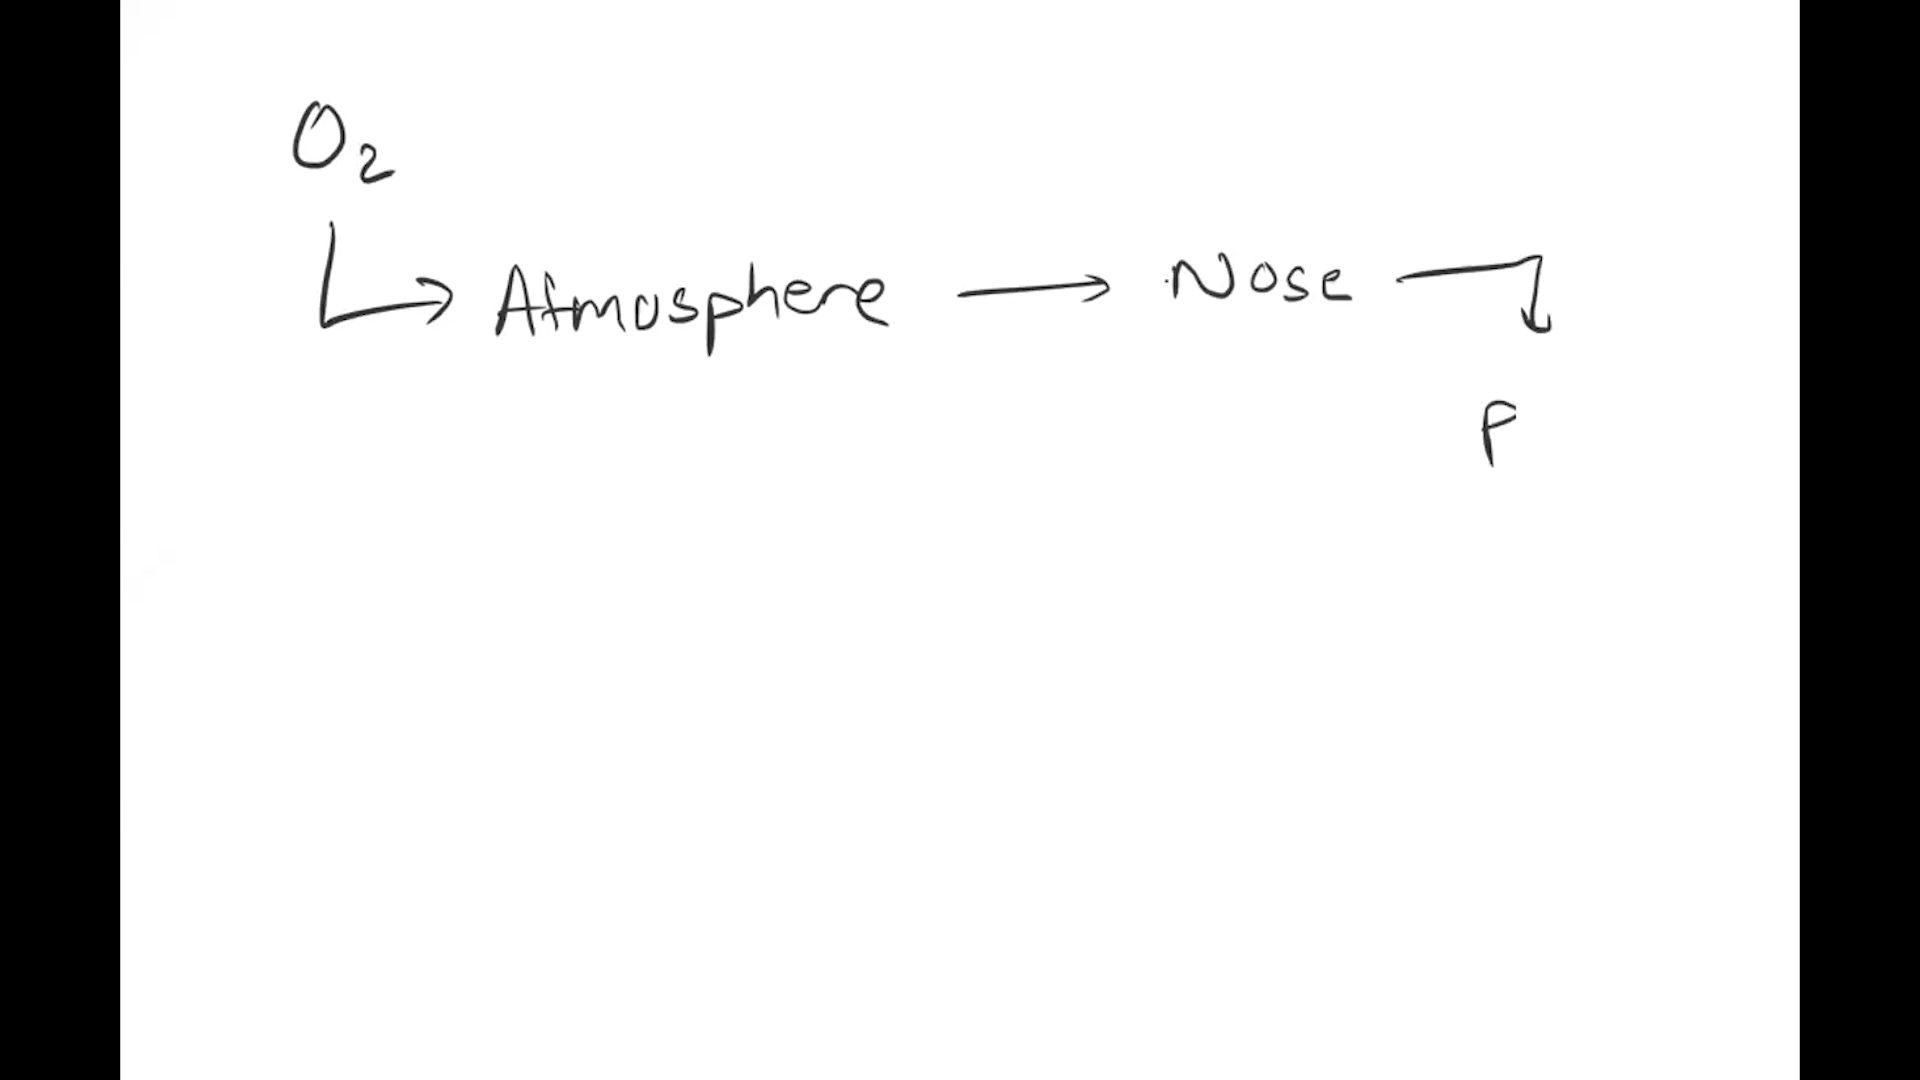 O₂
↳ Atmosphere → Nose ↴
P